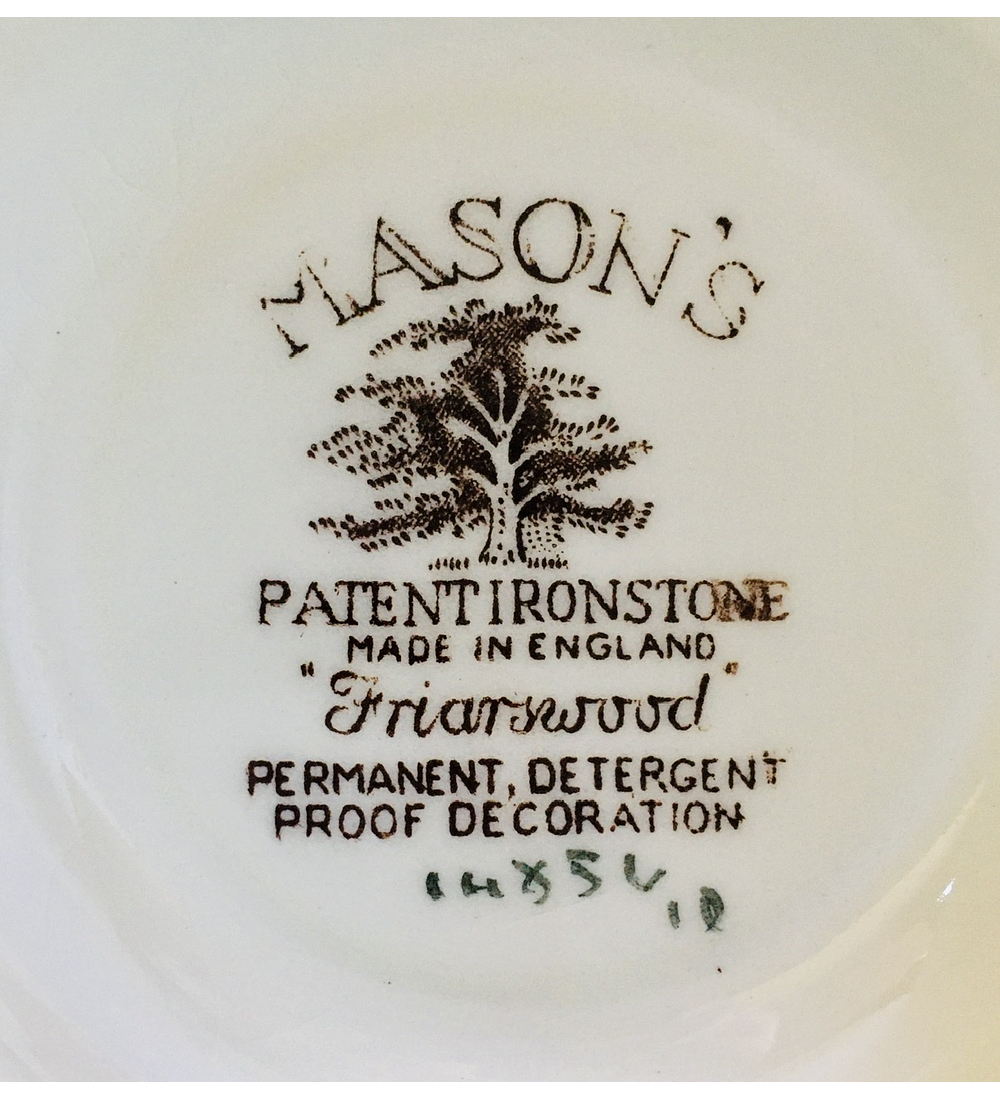 MASON'S
PATENT IRONSTONE
MADE IN ENGLAND
"Friarswood"
PERMANENT, DETERGENT
PROOF DECORATION